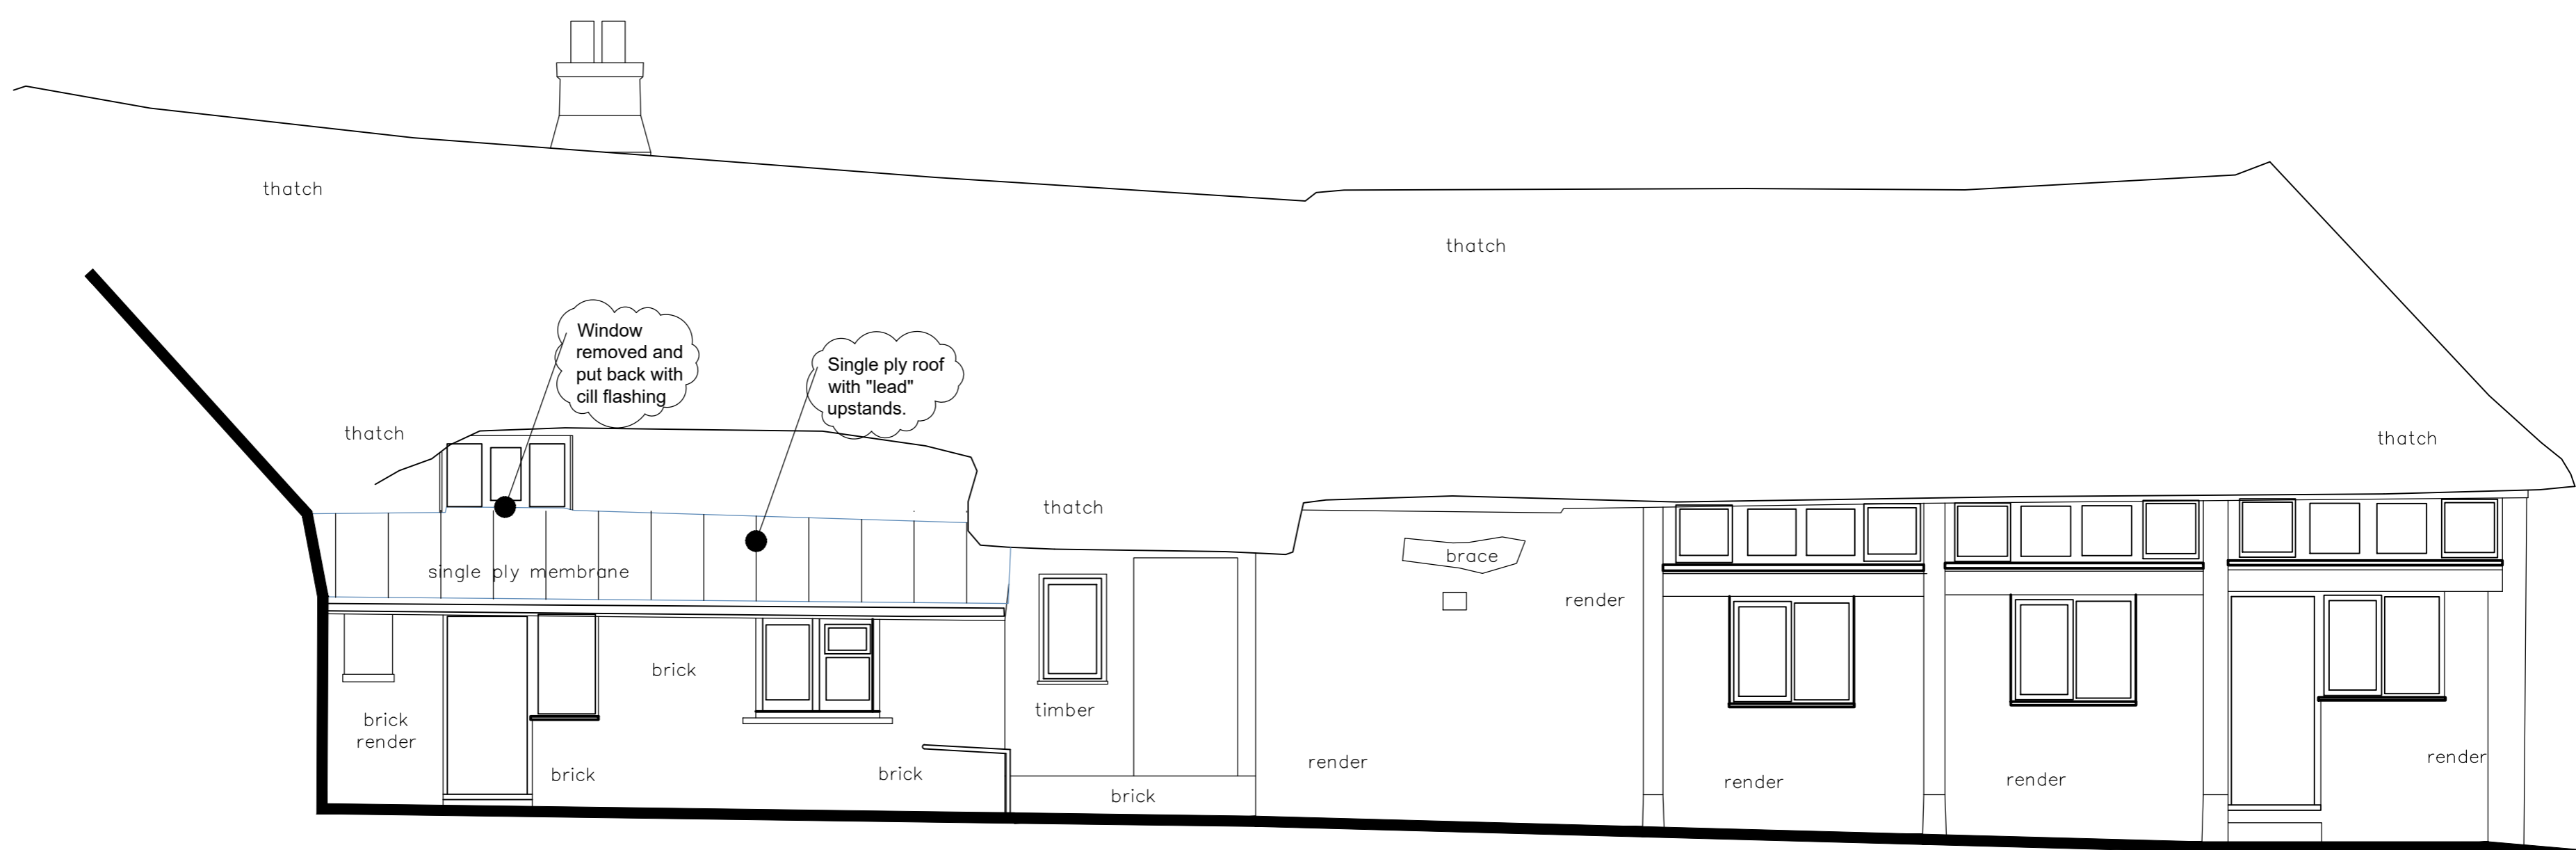 thatch
thatch
Window
removed and
put back with
cill flashing
Single ply roof
with "lead"
upstands.
thatch
thatch
thatch
single ply membrane
brace
render
brick
timber
brick
render
render
render
brick
brick
brick
render
render
render